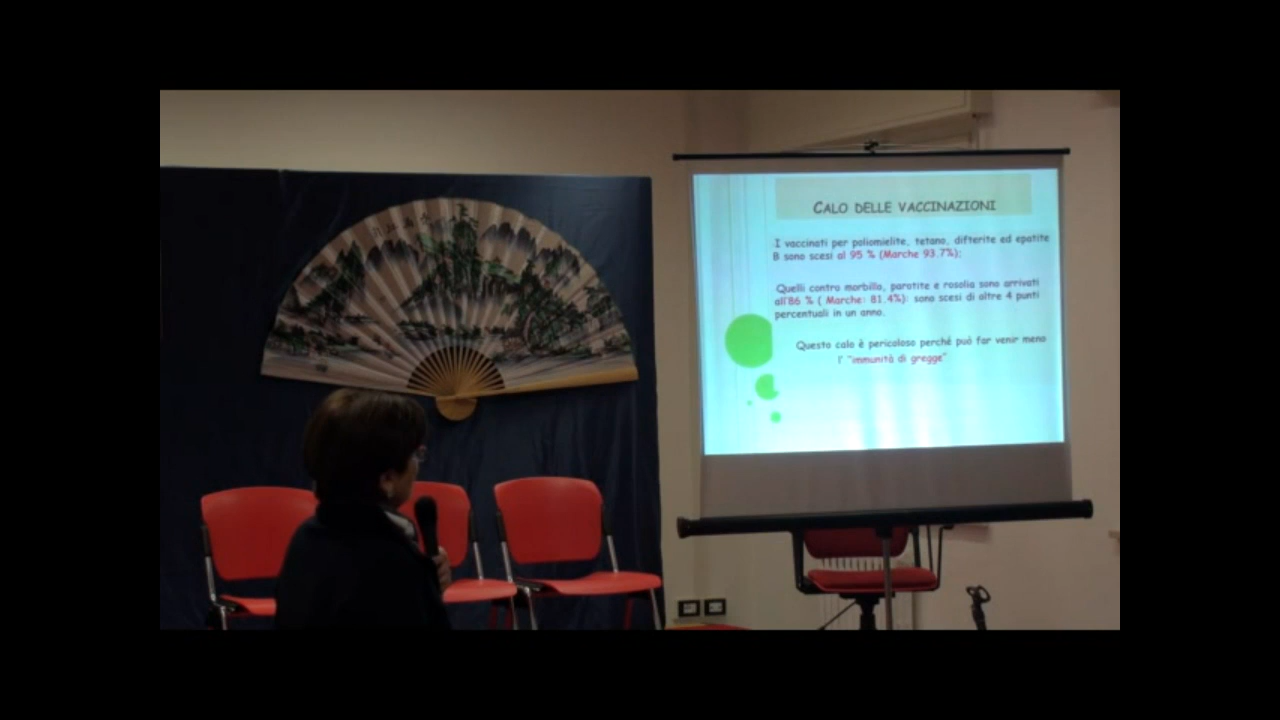 CALO DELLE VACCINAZIONI
I vaccinati per poliomielite, tetano, difterite ed epatite
B sono scesi al 95 % (Marche 93.7%);
Quelli contro morbillo, parotite e rosolia sono arrivati
all'86 % ( Marche: 81.4%): sono scesi di altre 4 punti
percentuali in un anno.
Questo calo è pericoloso perché può far venir meno
l' "immunità di gregge"